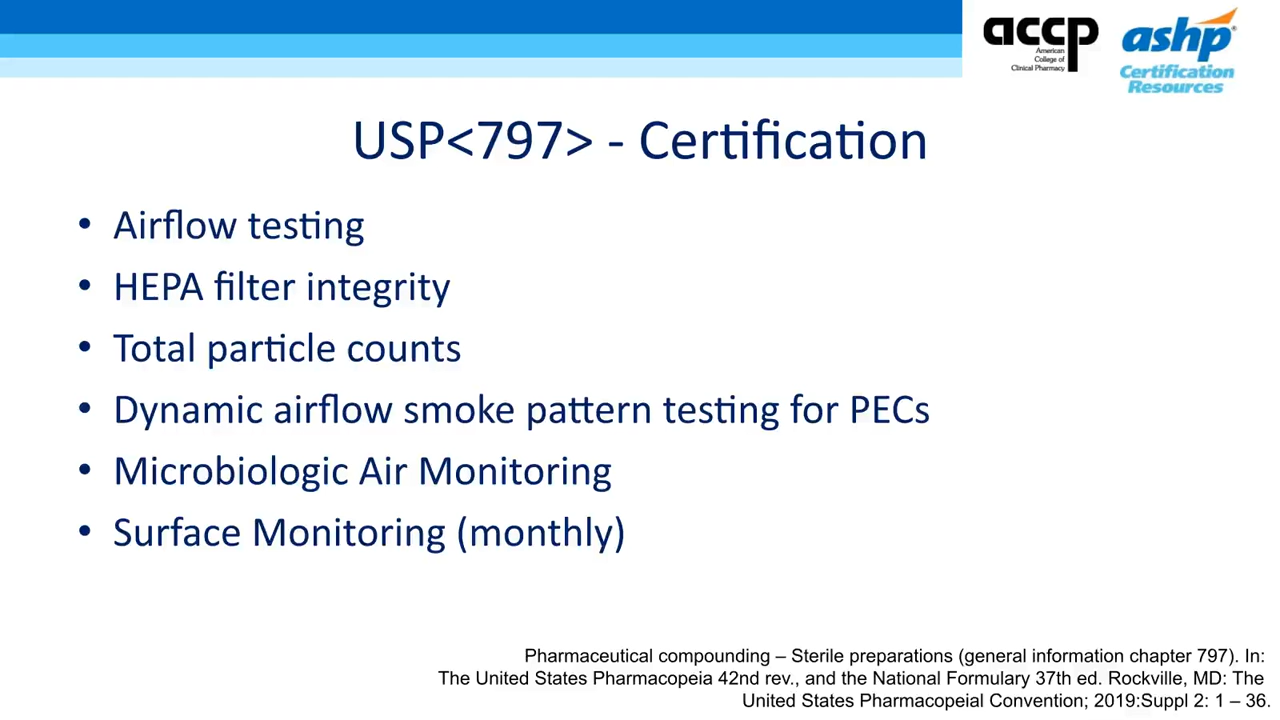 accp
American
College of
Clinical Pharmacy
ashp®
Certification
Resources
USP<797> - Certification
• Airflow testing
• HEPA filter integrity
• Total particle counts
• Dynamic airflow smoke pattern testing for PECs
• Microbiologic Air Monitoring
• Surface Monitoring (monthly)
Pharmaceutical compounding – Sterile preparations (general information chapter 797). In:
The United States Pharmacopeia 42nd rev., and the National Formulary 37th ed. Rockville, MD: The
United States Pharmacopeial Convention; 2019:Suppl 2: 1 – 36.